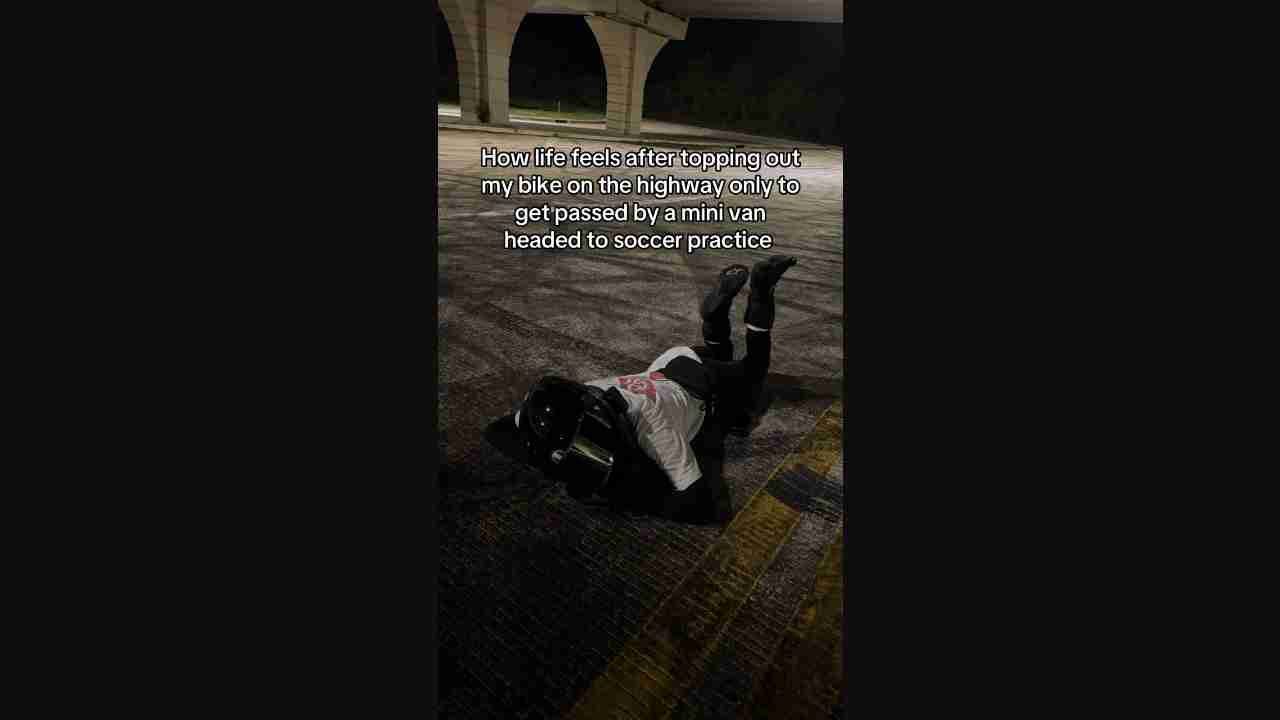 How life feels after topping out
my bike on the highway only to
get passed by a mini van
headed to soccer practice